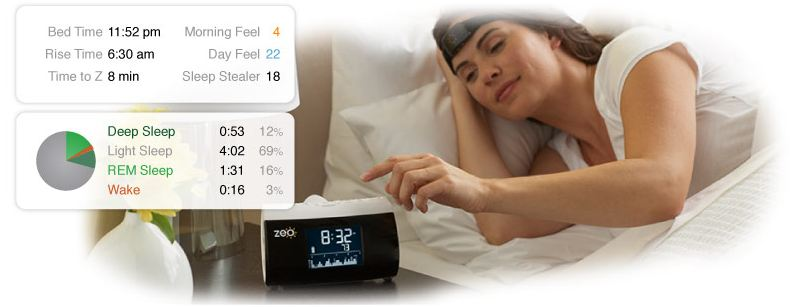 Bed Time 11:52 pm Morning Feel 4
Rise Time 6:30 am Day Feel 22
Time to Z 8 min Sleep Stealer 18
Deep Sleep 0:53 12%
Light Sleep 4:02 69%
REM Sleep 1:31 16%
Wake 0:16 3%
zeo
8:32
73